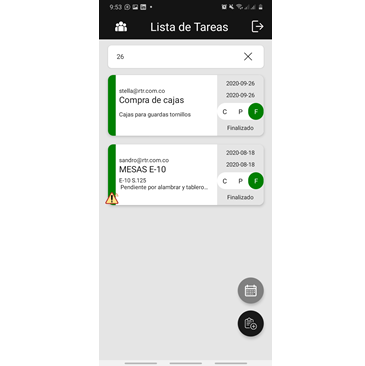 9:53
Lista de Tareas
26
stella@rtr.com.co
Compra de cajas
Cajas para guardas tornillos
2020-09-26
2020-09-26
C P F
Finalizado
sandro@rtr.com.co
MESAS E-10
E-10 S.125
Pendiente por alambrar y tablero...
2020-08-18
2020-08-18
C P F
Finalizado